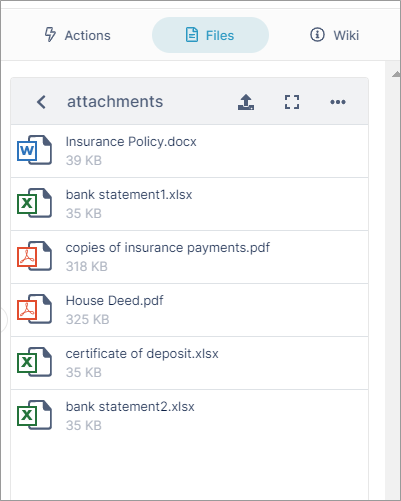 Actions
Files
Wiki
attachments
Insurance Policy.docx
39 KB
bank statement1.xlsx
35 KB
copies of insurance payments.pdf
318 KB
House Deed.pdf
325 KB
certificate of deposit.xlsx
35 KB
bank statement2.xlsx
35 KB